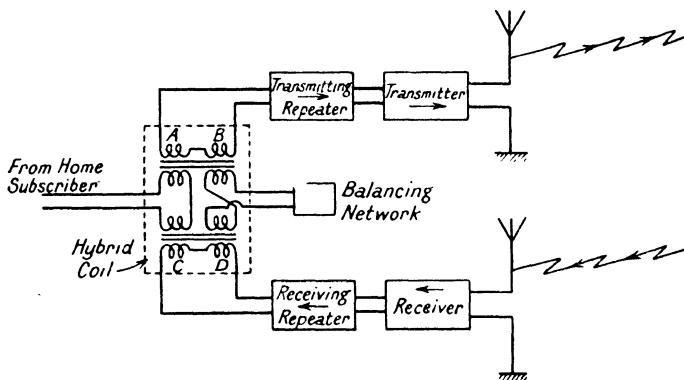 Transmitting
Repeater
Transmitter
A B
From Home
Subscriber
Balancing
Network
Hybrid
Coil
C D
Receiving
Repeater
Receiver